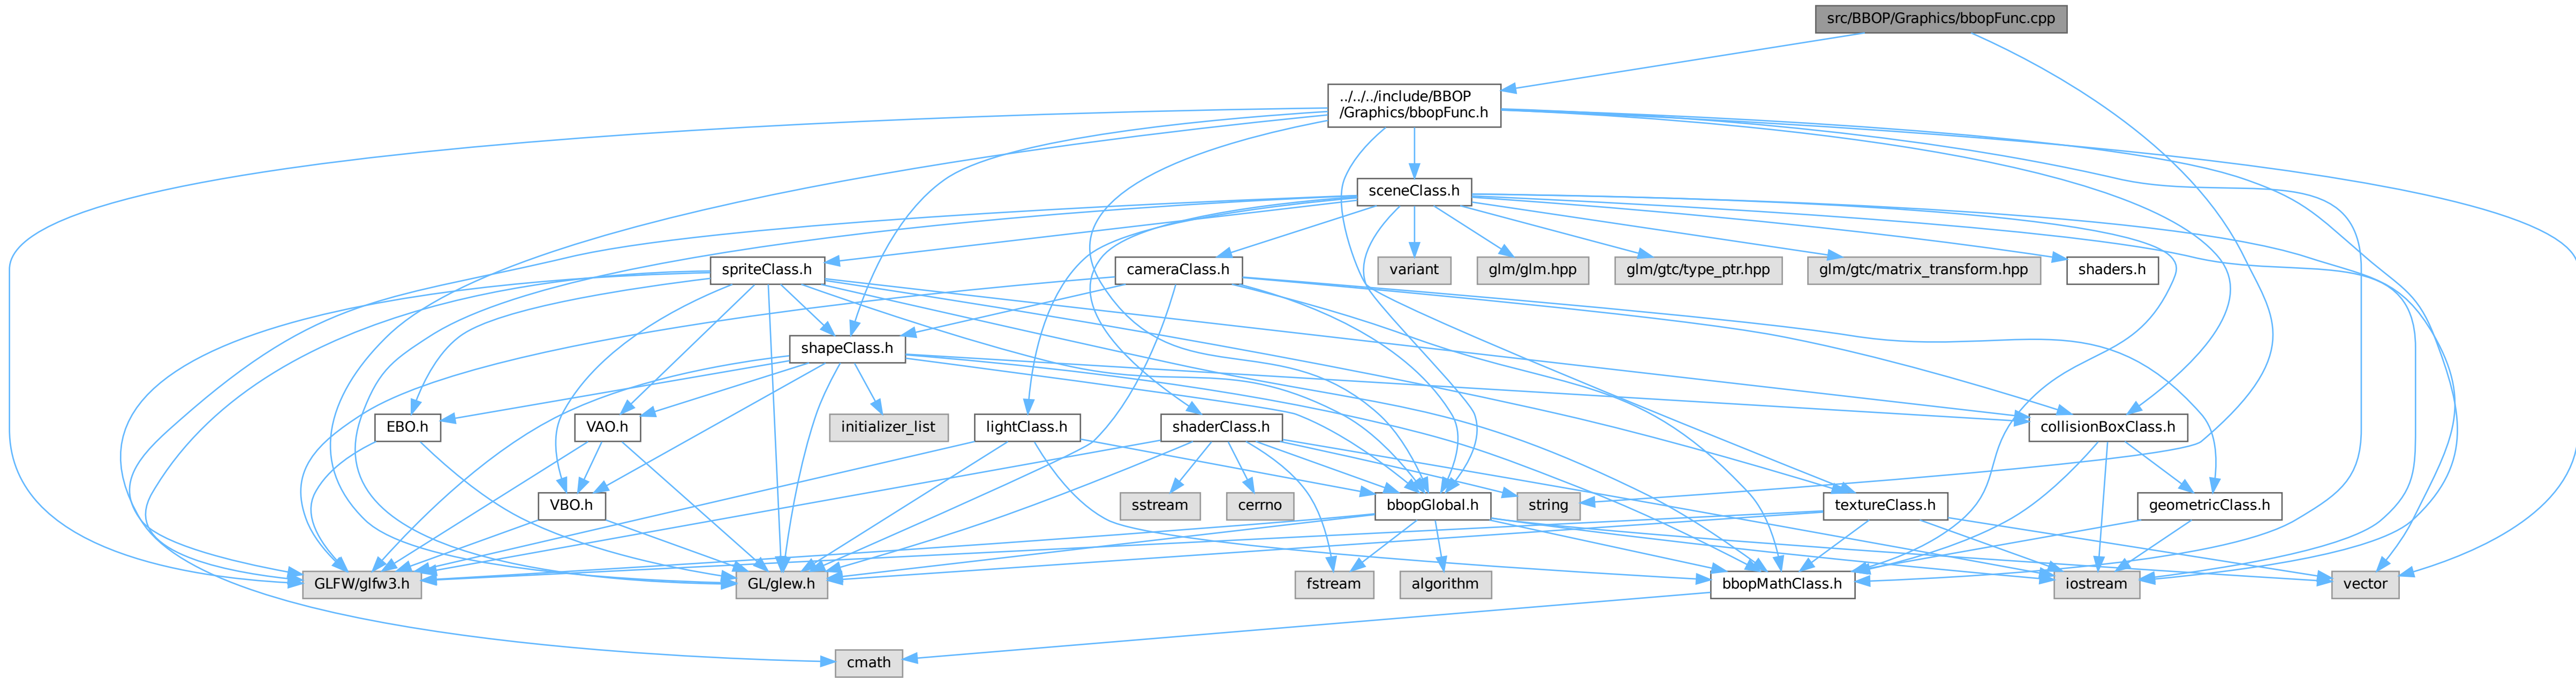 src/BBOP/Graphics/bbopFunc.cpp
../../../include/BBOP
/Graphics/bbopFunc.h
sceneClass.h
spriteClass.h
cameraClass.h
variant
glm/glm.hpp
glm/gtc/type_ptr.hpp
glm/gtc/matrix_transform.hpp
shaders.h
shapeClass.h
EBO.h
VAO.h
initializer_list
lightClass.h
shaderClass.h
collisionBoxClass.h
VBO.h
sstream
cerrno
bbopGlobal.h
string
textureClass.h
geometricClass.h
GLFW/glfw3.h
GL/glew.h
fstream
algorithm
bbopMathClass.h
iostream
vector
cmath